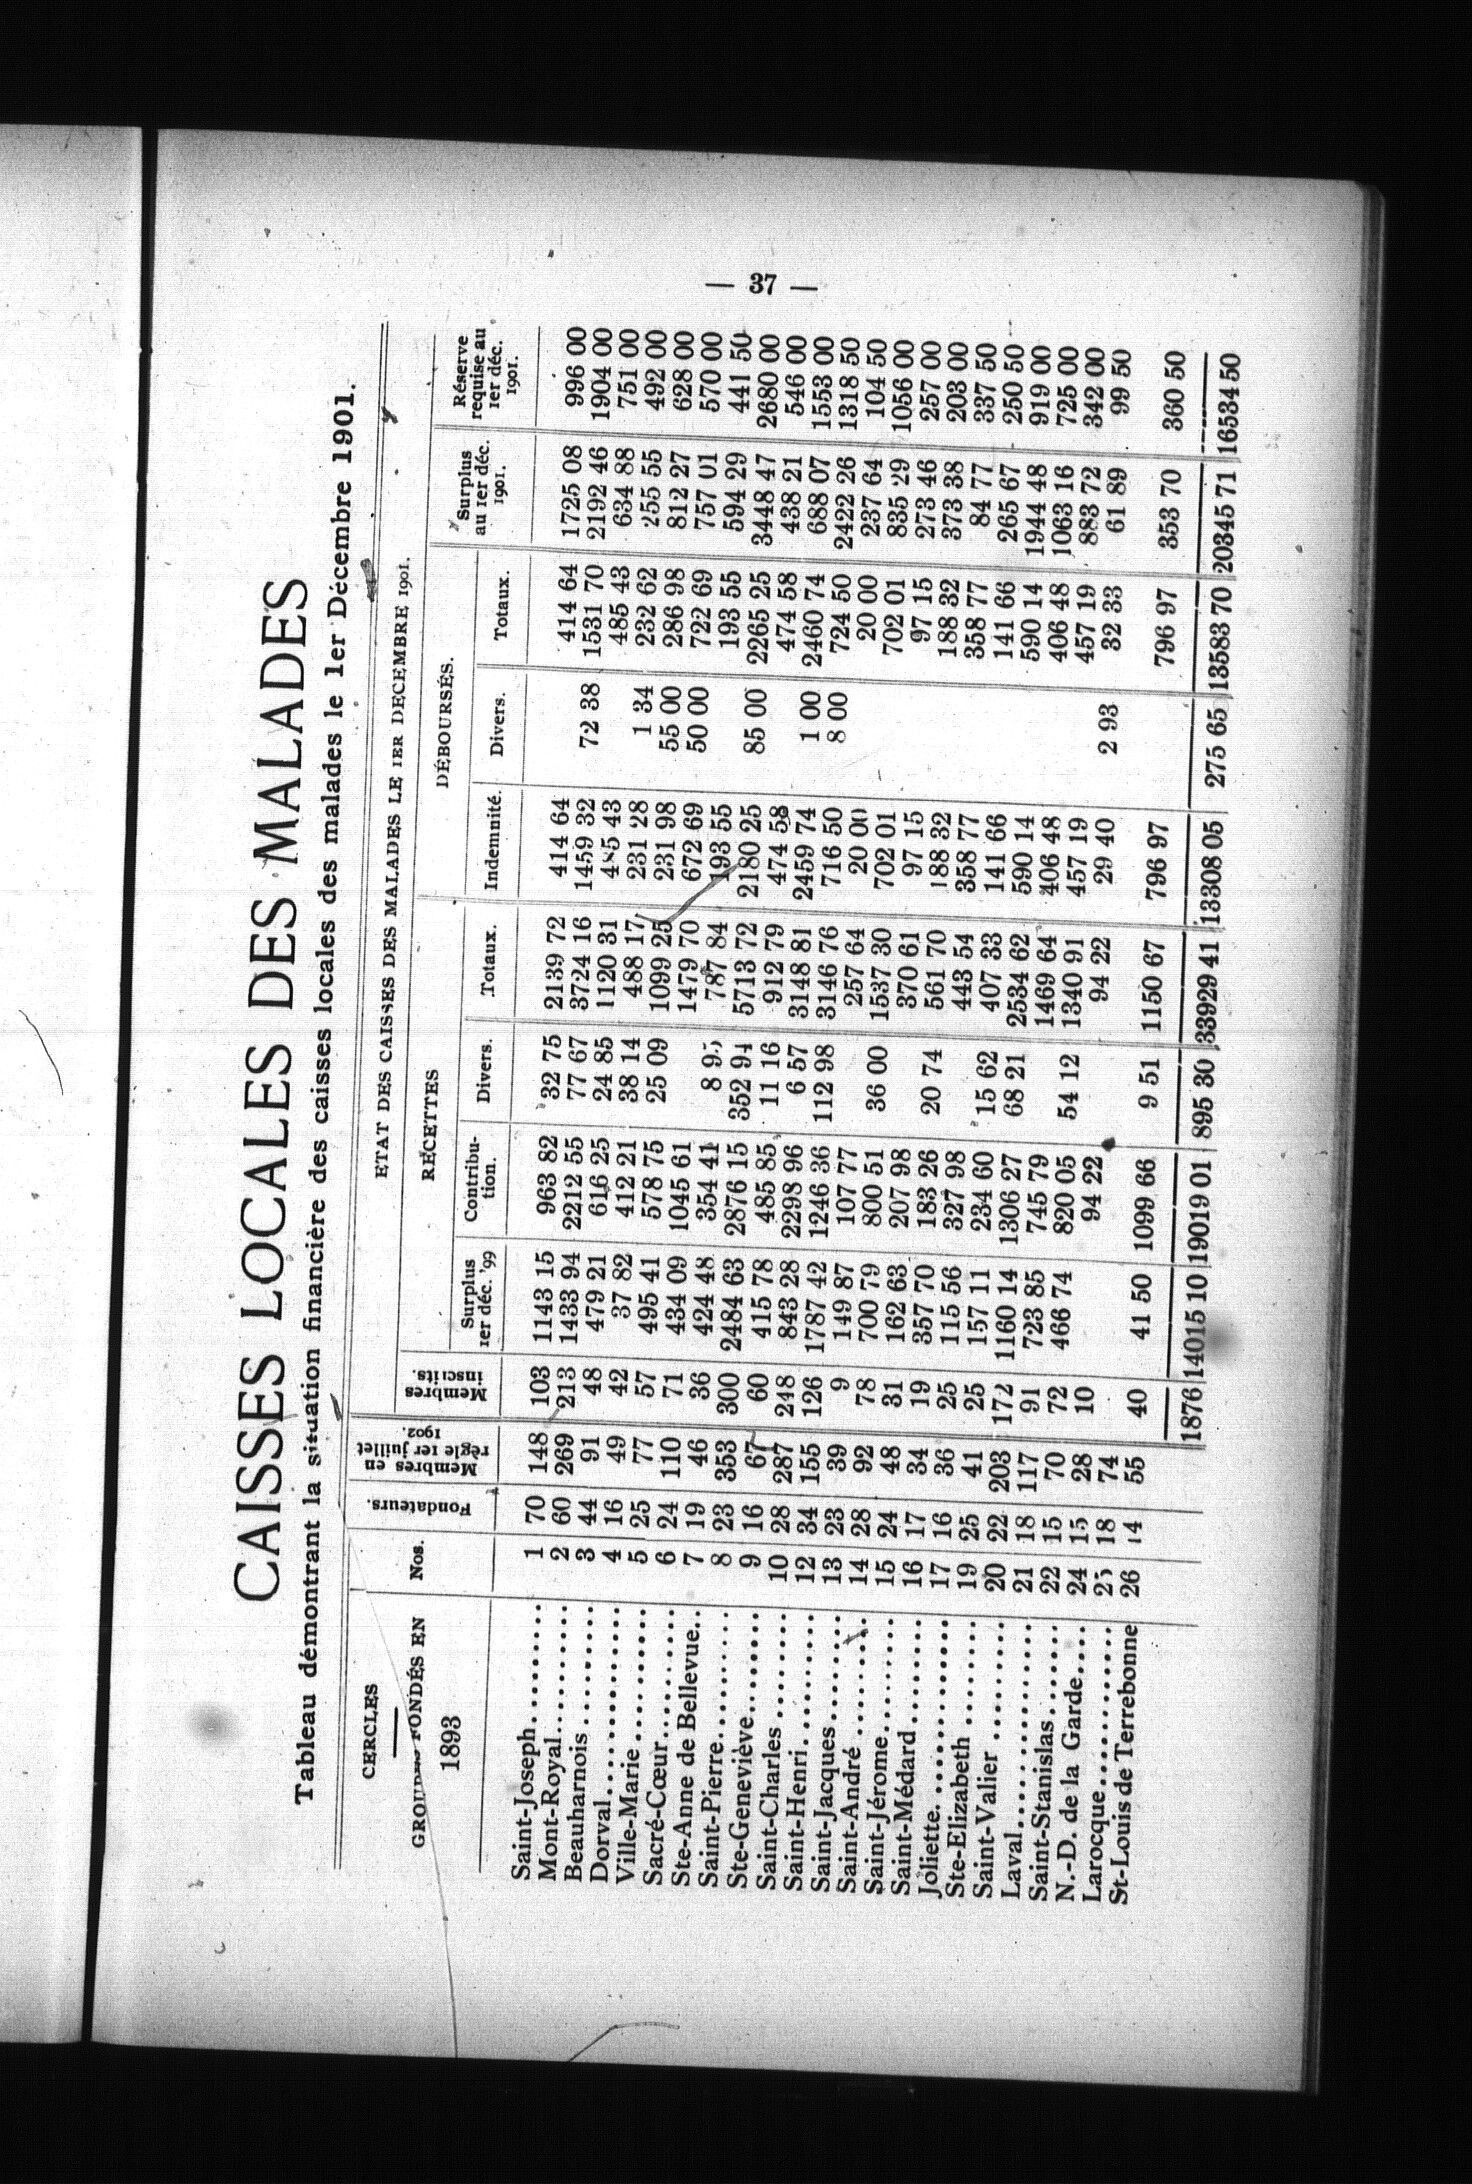 — 37 —
CAISSES LOCALES DES MALADES
Tableau démontrant la situation financière des caisses locales des malades le 1er Décembre 1901.
CERCLES
GROUPES FONDÉS EN
1893
Nos.
Fondateurs.
Membres en règle 1er juillet 1902.
Membres inscrits.
ETAT DES CAISSES DES MALADES LE 1ER DECEMBRE 1901.
RECETTES
Surplus 1er déc. '99
Contribution.
Divers.
Totaux.
DÉBOURSÉS.
Indemnité.
Divers.
Totaux.
Surplus au 1er déc. 1901.
Réserve requise au 1er déc. 1901.
Saint-Joseph......... 1 70 148 103 1143 15 963 82 32 75 2139 72 414 64 414 64 1725 08 996 00
Mont-Royal.......... 2 60 269 213 1433 94 2212 55 77 67 3724 16 1459 32 72 38 1531 70 2192 46 1904 00
Beauharnois......... 3 44 91 48 479 21 616 25 24 85 1120 31 485 43 485 43 634 88 751 00
Dorval.............. 4 16 49 42 37 82 412 21 38 14 488 17 231 28 1 34 232 62 255 55 492 00
Ville-Marie.......... 5 25 77 57 495 41 578 75 25 09 1099 25 231 98 55 00 286 98 812 27 628 00
Sacré-Cœur......... 6 24 110 71 434 09 1045 61 1479 70 672 69 50 00 722 69 757 01 570 00
Ste-Anne de Bellevue.. 7 19 46 36 424 48 354 41 8 95 787 84 193 55 193 55 594 29 441 50
Saint-Pierre......... 8 23 353 300 2484 63 2876 15 352 94 5713 72 2180 25 85 00 2265 25 3448 47 2680 00
Ste-Geneviève........ 9 16 67 60 415 78 485 85 11 16 912 79 474 58 474 58 438 21 546 00
Saint-Charles ........ 10 28 287 248 843 28 2298 96 6 57 3148 81 2459 74 1 00 2460 74 688 07 1553 00
Saint-Henri.......... 12 34 155 126 1787 42 1246 36 112 98 3146 76 716 50 8 00 724 50 2422 26 1318 50
Saint-Jacques........ 13 23 39 9 149 87 107 77 257 64 20 00 20 00 237 64 104 50
Saint-André ......... 14 28 92 78 700 79 800 51 36 00 1537 30 702 01 702 01 835 29 1056 00
Saint-Jérome......... 15 24 48 31 162 63 207 98 370 61 97 15 97 15 273 46 257 00
Saint-Médard ........ 16 17 34 19 357 70 183 26 20 74 561 70 188 32 188 32 373 38 203 00
Joliette.............. 17 16 36 25 115 56 327 98 443 54 358 77 358 77 84 77 337 50
Ste-Elizabeth ........ 19 25 41 25 157 11 234 60 15 62 407 33 141 66 141 66 265 67 250 50
Saint-Valier ......... 20 22 203 172 1160 14 1306 27 68 21 2534 62 590 14 590 14 1944 48 919 00
Laval................ 21 18 117 91 723 85 745 79 1469 64 406 48 406 48 1063 16 725 00
Saint-Stanislas....... 22 15 70 72 466 74 820 05 54 12 1340 91 457 19 457 19 883 72 342 00
N.-D. de la Garde.... 24 15 28 10 94 22 94 22 29 40 2 93 32 33 61 89 99 50
Larocque............ 25 18 74
St-Louis de Terrebonne 26 14 55 40 41 50 1099 66 9 51 1150 67 796 97 796 97 353 70 360 50
1876 14015 10 19019 01 895 30 33929 41 13308 05 275 65 13583 70 20345 71 16534 50